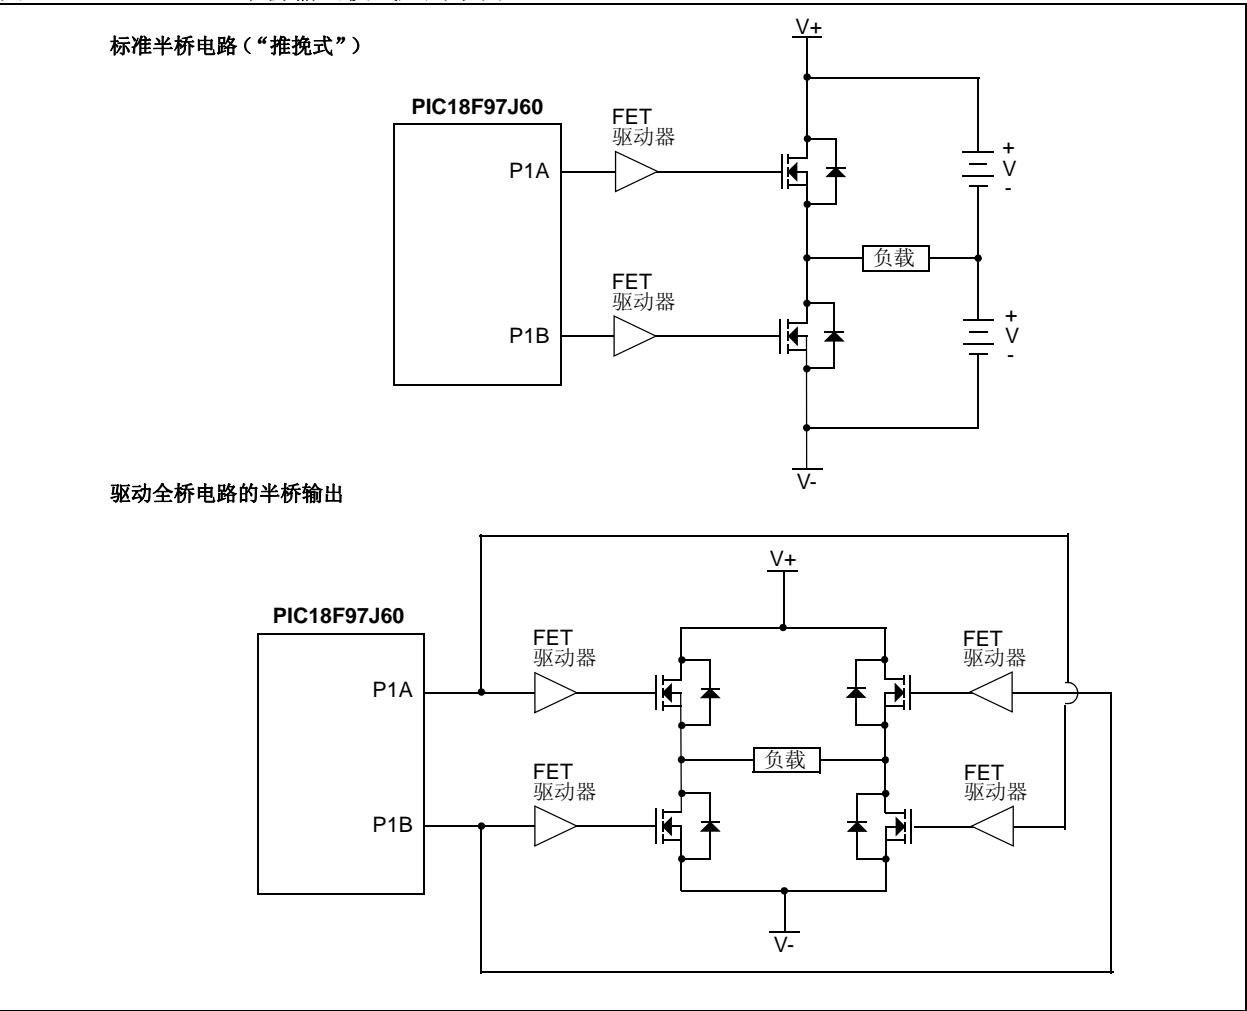 标准半桥电路(“推挽式”)
V+
PIC18F97J60
FET
驱动器
P1A
+
V
-
负载
FET
驱动器
P1B
+
V
-
V-
驱动全桥电路的半桥输出
V+
PIC18F97J60
FET
驱动器
FET
驱动器
P1A
负载
FET
驱动器
FET
驱动器
P1B
V-